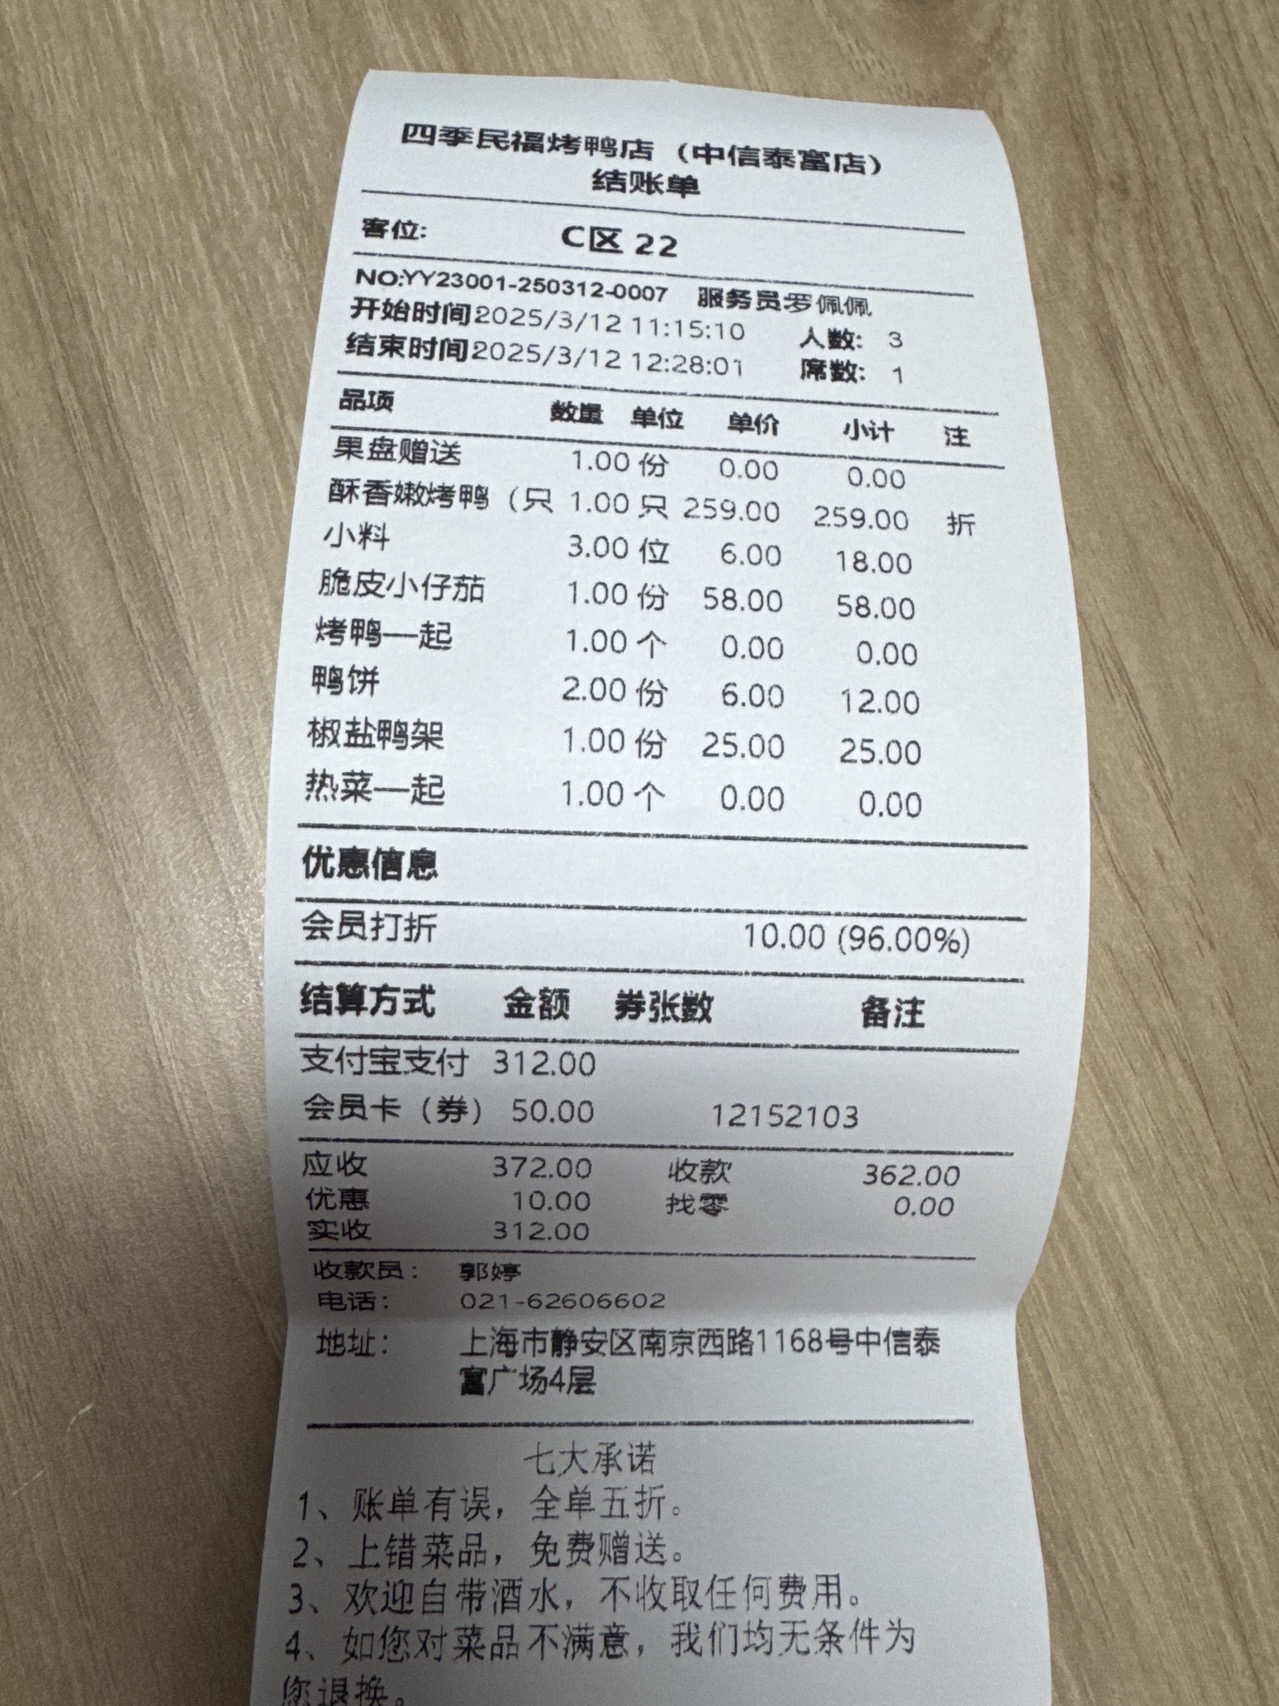 四季民福烤鸭店（中信泰富店）
结账单
客位: C区 22
NO:YY23001-250312-0007 服务员罗佩佩
开始时间2025/3/12 11:15:10 人数: 3
结束时间2025/3/12 12:28:01 席数: 1
品项 数量 单位 单价 小计 注
果盘赠送 1.00 份 0.00 0.00
酥香嫩烤鸭（只 1.00 只 259.00 259.00 折
小料 3.00 位 6.00 18.00
脆皮小仔茄 1.00 份 58.00 58.00
烤鸭一起 1.00 个 0.00 0.00
鸭饼 2.00 份 6.00 12.00
椒盐鸭架 1.00 份 25.00 25.00
热菜一起 1.00 个 0.00 0.00
优惠信息
会员打折 10.00 (96.00%)
结算方式 金额 券张数 备注
支付宝支付 312.00
会员卡（券） 50.00 12152103
应收 372.00 收款 362.00
优惠 10.00 找零 0.00
实收 312.00
收款员: 郭婷
电话: 021-62606602
地址: 上海市静安区南京西路1168号中信泰
富广场4层
七大承诺
1、账单有误，全单五折。
2、上错菜品，免费赠送。
3、欢迎自带酒水，不收取任何费用。
4、如您对菜品不满意，我们均无条件为
您退换。